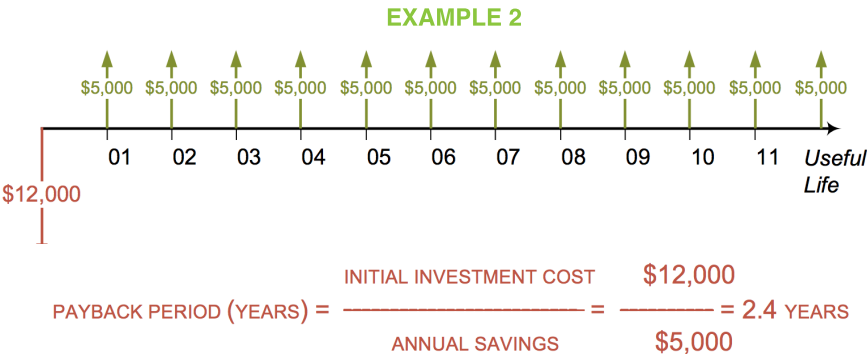 EXAMPLE 2
$5,000 $5,000 $5,000 $5,000 $5,000 $5,000 $5,000 $5,000 $5,000 $5,000 $5,000 $5,000
01 02 03 04 05 06 07 08 09 10 11 Useful
Life
$12,000
INITIAL INVESTMENT COST $12,000
PAYBACK PERIOD (YEARS) = = = 2.4 YEARS
ANNUAL SAVINGS $5,000